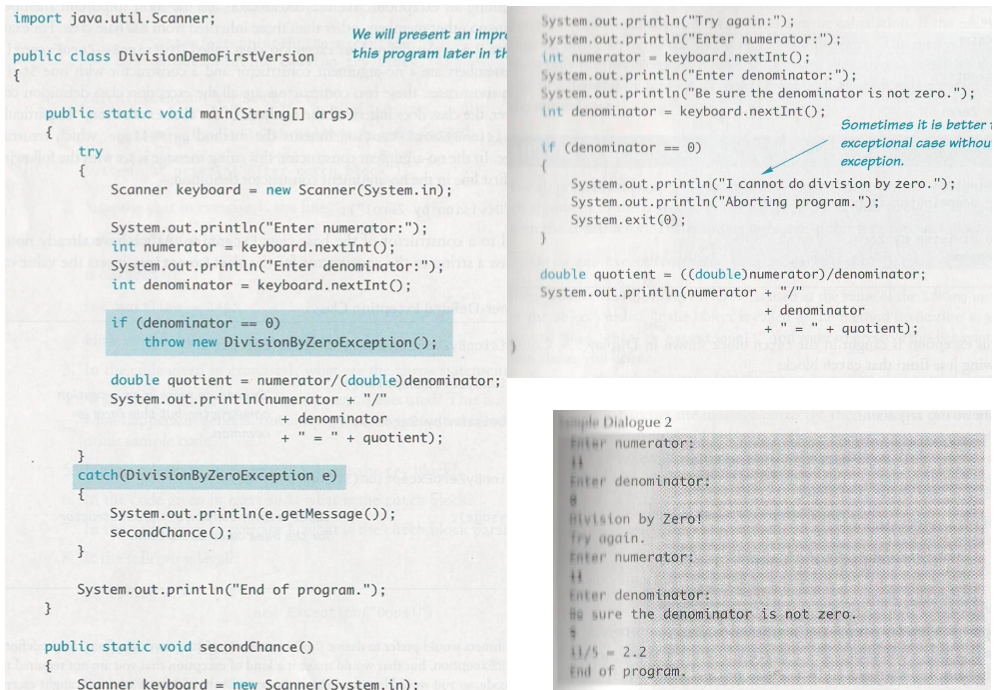 import java.util.Scanner;
We will present an
this program later in
public class DivisionDemoFirstVersion
{
public static void main(String[] args)
{
try
{
Scanner keyboard = new Scanner(System.in);
System.out.println("Enter numerator:");
int numerator = keyboard.nextInt();
System.out.println("Enter denominator:");
int denominator = keyboard.nextInt();
if (denominator == 0)
throw new DivisionByZeroException();
double quotient = numerator/(double)denominator;
System.out.println(numerator + "/"
+ denominator
+ " = " + quotient);
}
catch(DivisionByZeroException e)
{
System.out.println(e.getMessage());
secondChance();
}
System.out.println("End of program.");
}
public static void secondChance()
{
Scanner keyboard = new Scanner(System.in);
System.out.println("Try again:");
System.out.println("Enter numerator:");
int numerator = keyboard.nextInt();
System.out.println("Enter denominator:");
System.out.println("Be sure the denominator is not zero.");
int denominator = keyboard.nextInt();
Sometimes it is better
exceptional case
exception.
if (denominator == 0)
{
System.out.println("I cannot do division by zero.");
System.out.println("Aborting program.");
System.exit(0);
}
double quotient = ((double)numerator)/denominator;
System.out.println(numerator + "/"
+ denominator
+ " = " + quotient);
}
Sample Dialogue 2
Enter numerator:
11
Enter denominator:
0
Division by Zero!
Try again.
Enter numerator:
11
Enter denominator:
Be sure the denominator is not zero.
5
11/5 = 2.2
End of program.